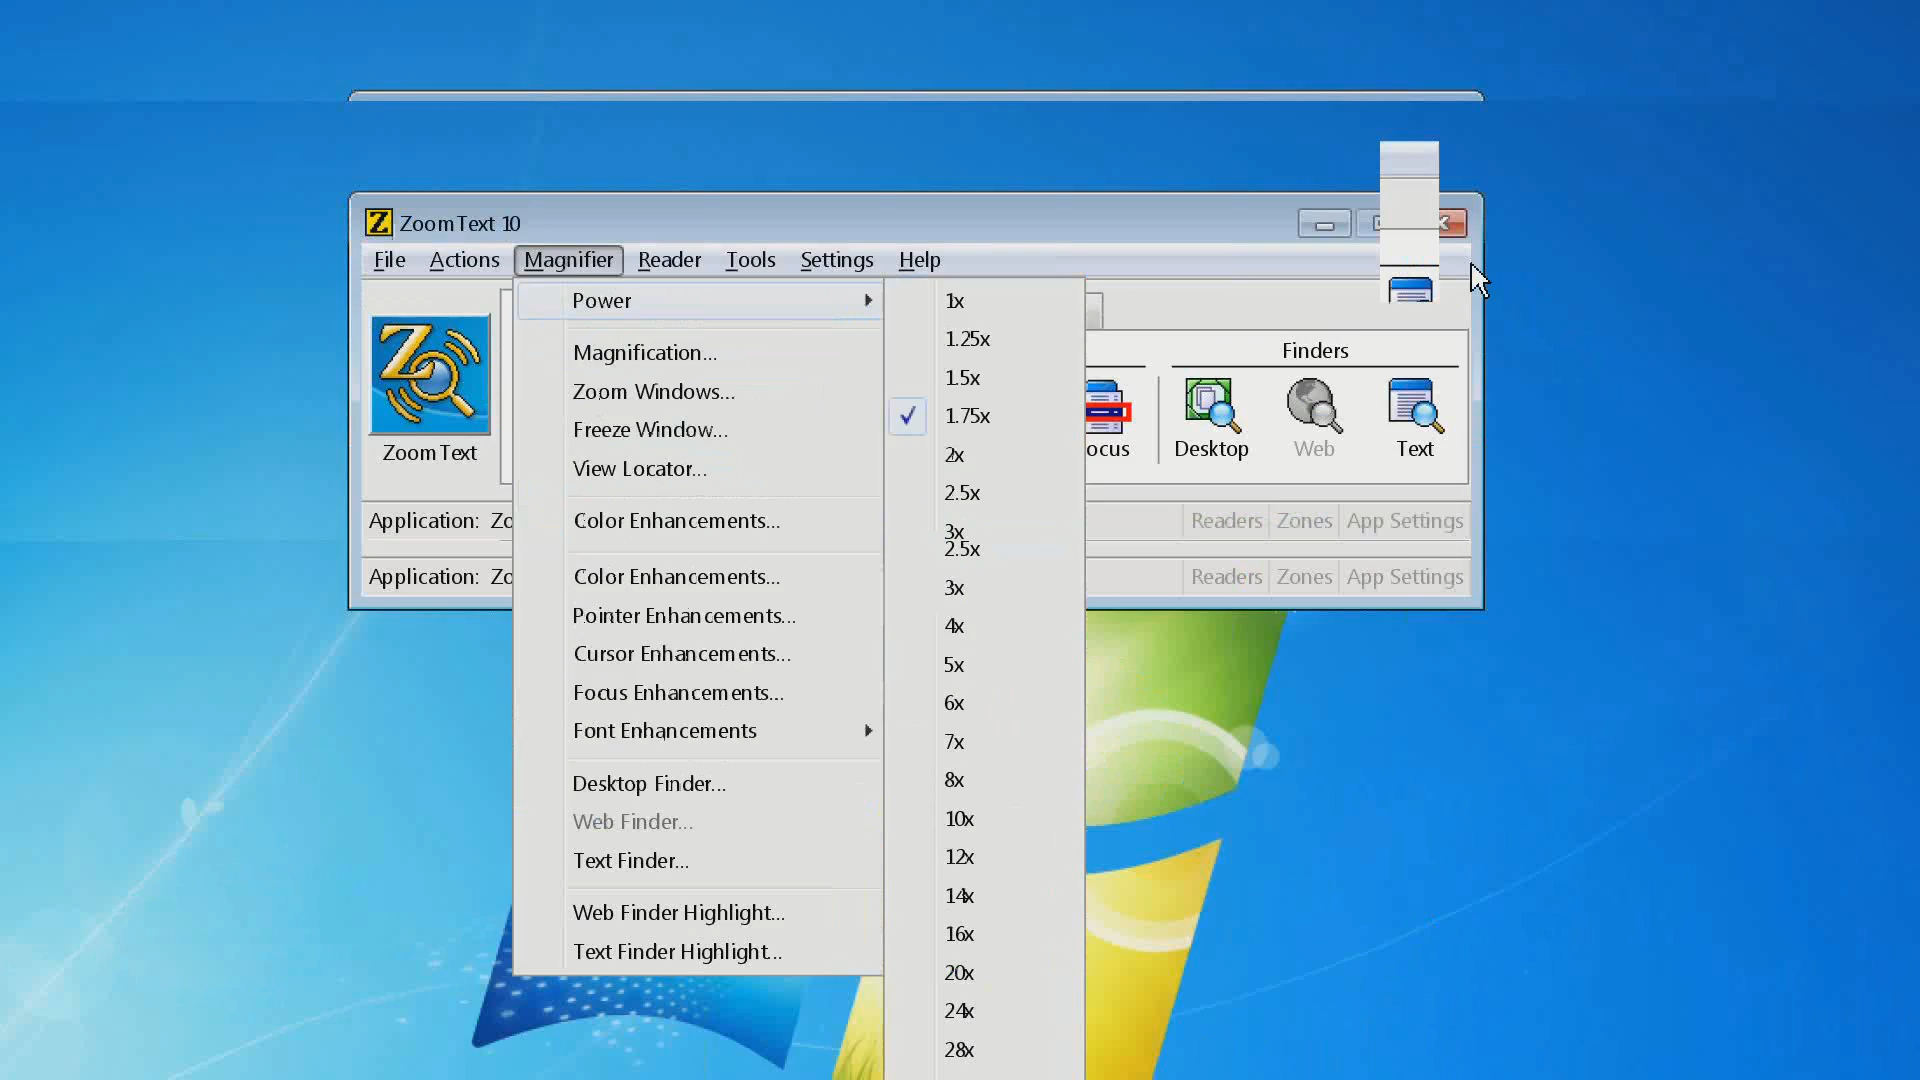 ZoomText 10
File Actions Magnifier Reader Tools Settings Help
Power
Magnification...
Zoom Windows...
Freeze Window...
View Locator...
Color Enhancements...
Color Enhancements...
Pointer Enhancements...
Cursor Enhancements...
Focus Enhancements...
Font Enhancements
Desktop Finder...
Web Finder...
Text Finder...
Web Finder Highlight...
Text Finder Highlight...
1x
1.25x
1.5x
1.75x
2x
2.5x
3x
2.5x
3x
4x
5x
6x
7x
8x
10x
12x
14x
16x
20x
24x
28x
ZoomText
Finders
ocus Desktop Web Text
Application: Zo Readers Zones App Settings
Application: Zo Readers Zones App Settings